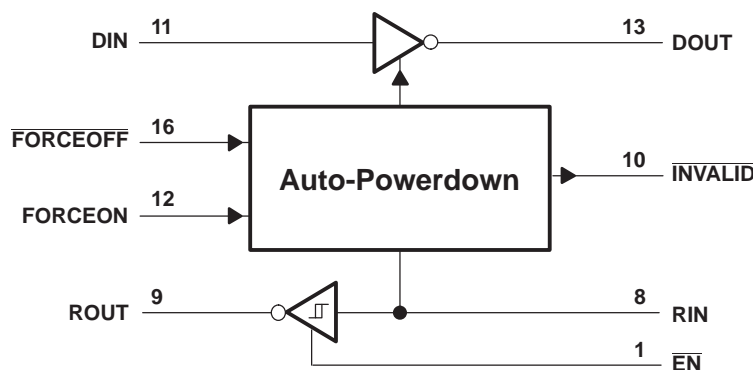 DIN 11 13 DOUT
FORCEOFF 16
Auto-Powerdown 10 INVALID
FORCEON 12
ROUT 9 8 RIN
1 EN